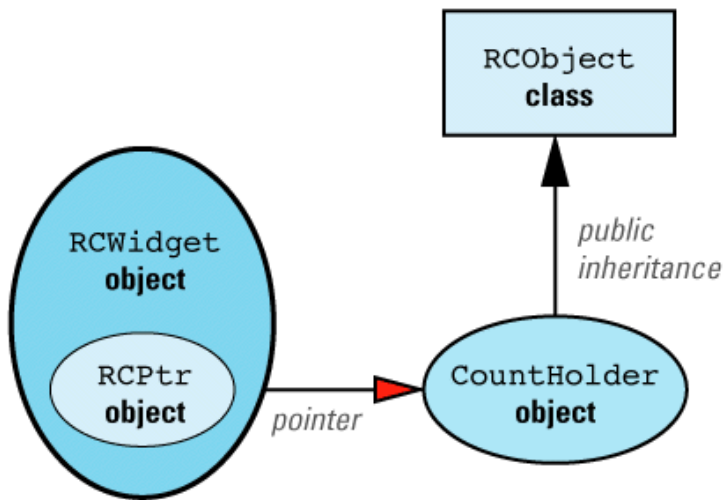 RCObject
class
public
inheritance
RCWidget
object
RCPtr
object
pointer
CountHolder
object